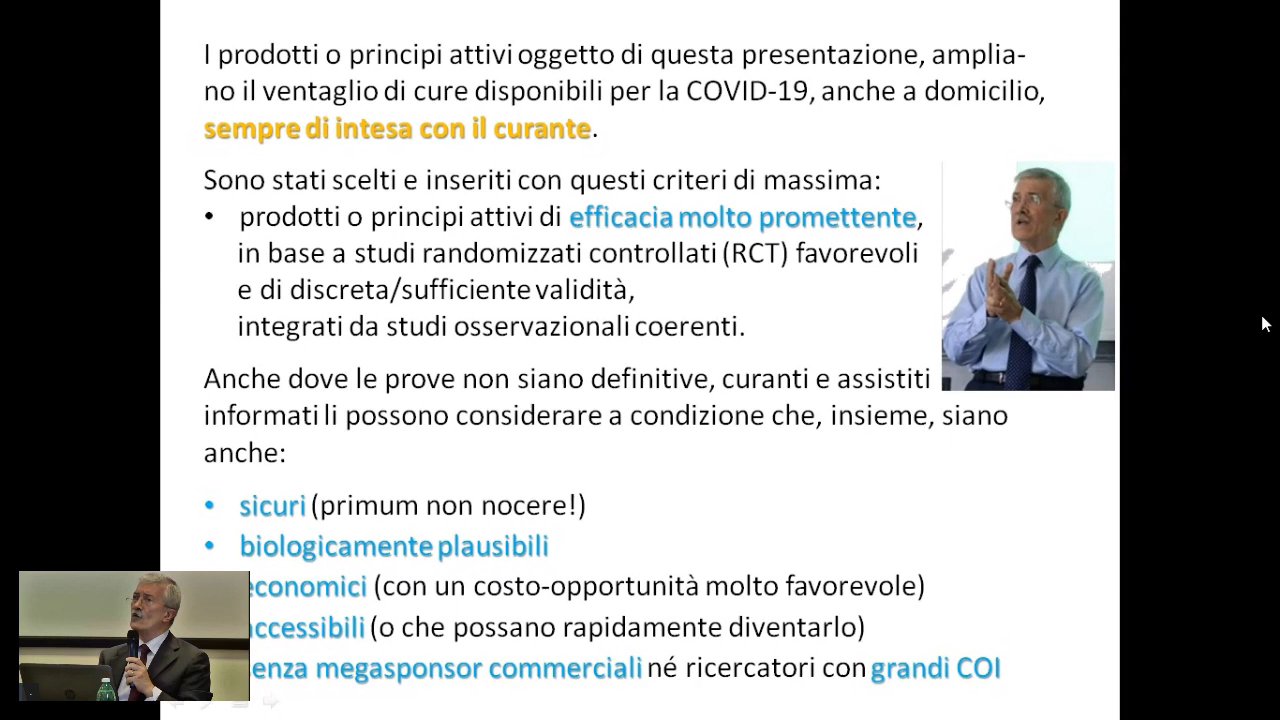 I prodotti o principi attivi oggetto di questa presentazione, amplia-
no il ventaglio di cure disponibili per la COVID-19, anche a domicilio,
sempre di intesa con il curante.
Sono stati scelti e inseriti con questi criteri di massima:
• prodotti o principi attivi di efficacia molto promettente,
in base a studi randomizzati controllati (RCT) favorevoli
e di discreta/sufficiente validità,
integrati da studi osservazionali coerenti.
Anche dove le prove non siano definitive, curanti e assistiti
informati li possono considerare a condizione che, insieme, siano
anche:
• sicuri (primum non nocere!)
• biologicamente plausibili
economici (con un costo-opportunità molto favorevole)
accessibili (o che possano rapidamente diventarlo)
senza megasponsor commerciali né ricercatori con grandi COI